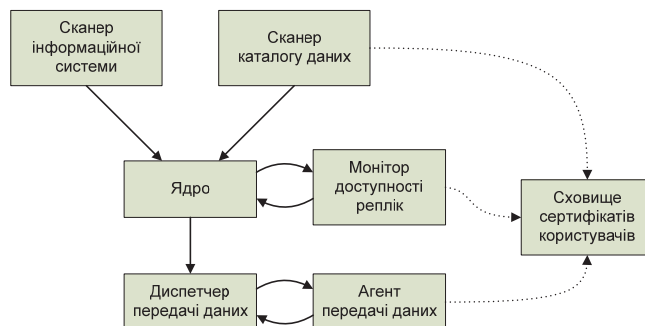 Сканер
інформаційної
системи
Сканер
каталогу даних
Ядро
Монітор
доступності
реплік
Сховище
сертифікатів
користувачів
Диспетчер
передачі даних
Агент
передачі даних